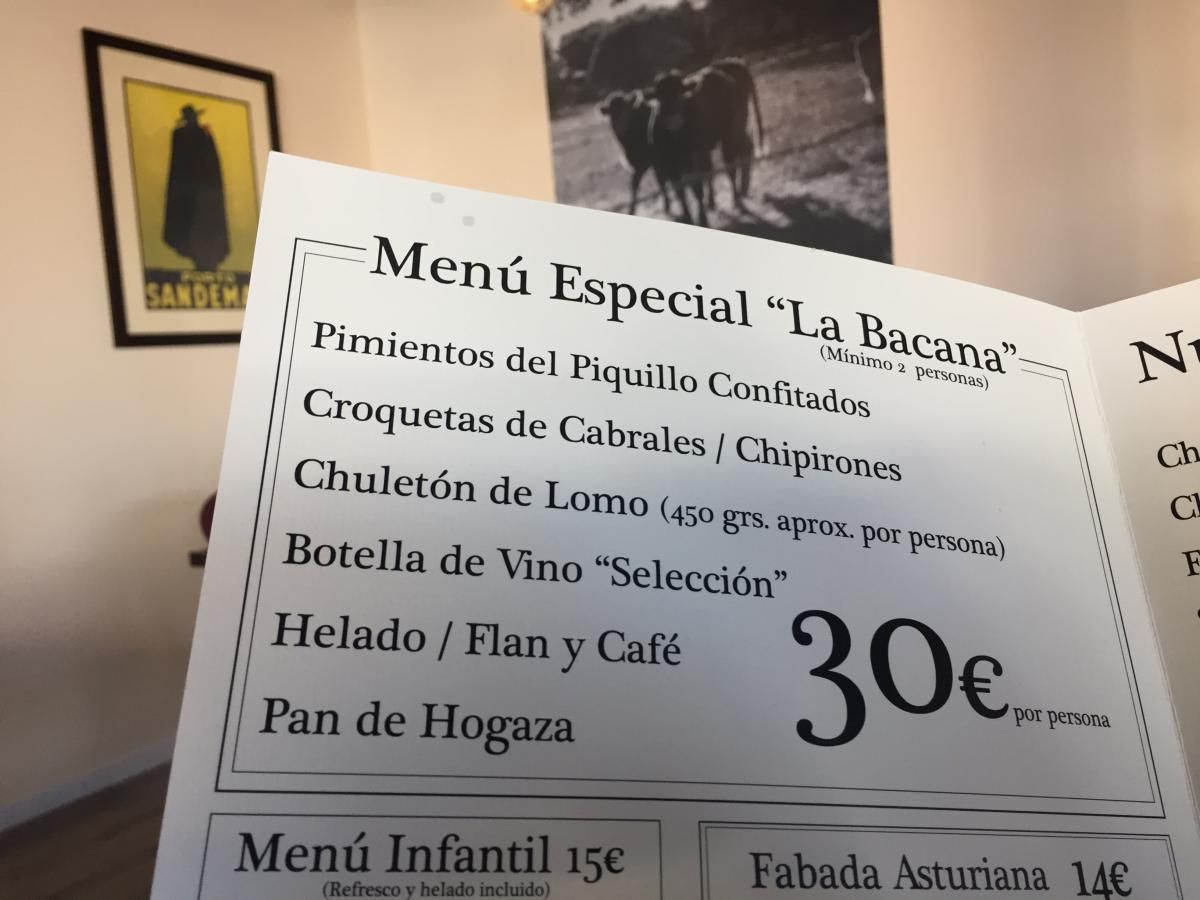 PORTO
SANDEMA
Menú Especial “La Bacana”
(Mínimo 2 personas)
Pimientos del Piquillo Confitados
Croquetas de Cabrales / Chipirones
Chuletón de Lomo (450 grs. aprox. por persona)
Botella de Vino “Selección”
Helado / Flan y Café
Pan de Hogaza
30€ por persona
Menú Infantil 15€
(Refresco y helado incluido)
Fabada Asturiana 14€
Ch